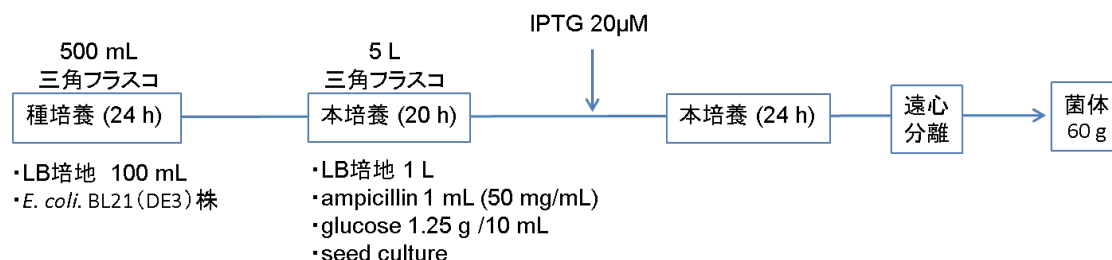 IPTG 20μM
500 mL
三角フラスコ
種培養 (24 h)
・LB培地 100 mL
・E. coli. BL21(DE3)株
5 L
三角フラスコ
本培養 (20 h)
・LB培地 1 L
・ampicillin 1 mL (50 mg/mL)
・glucose 1.25 g /10 mL
・seed culture
本培養 (24 h)
遠心
分離
菌体
60 g